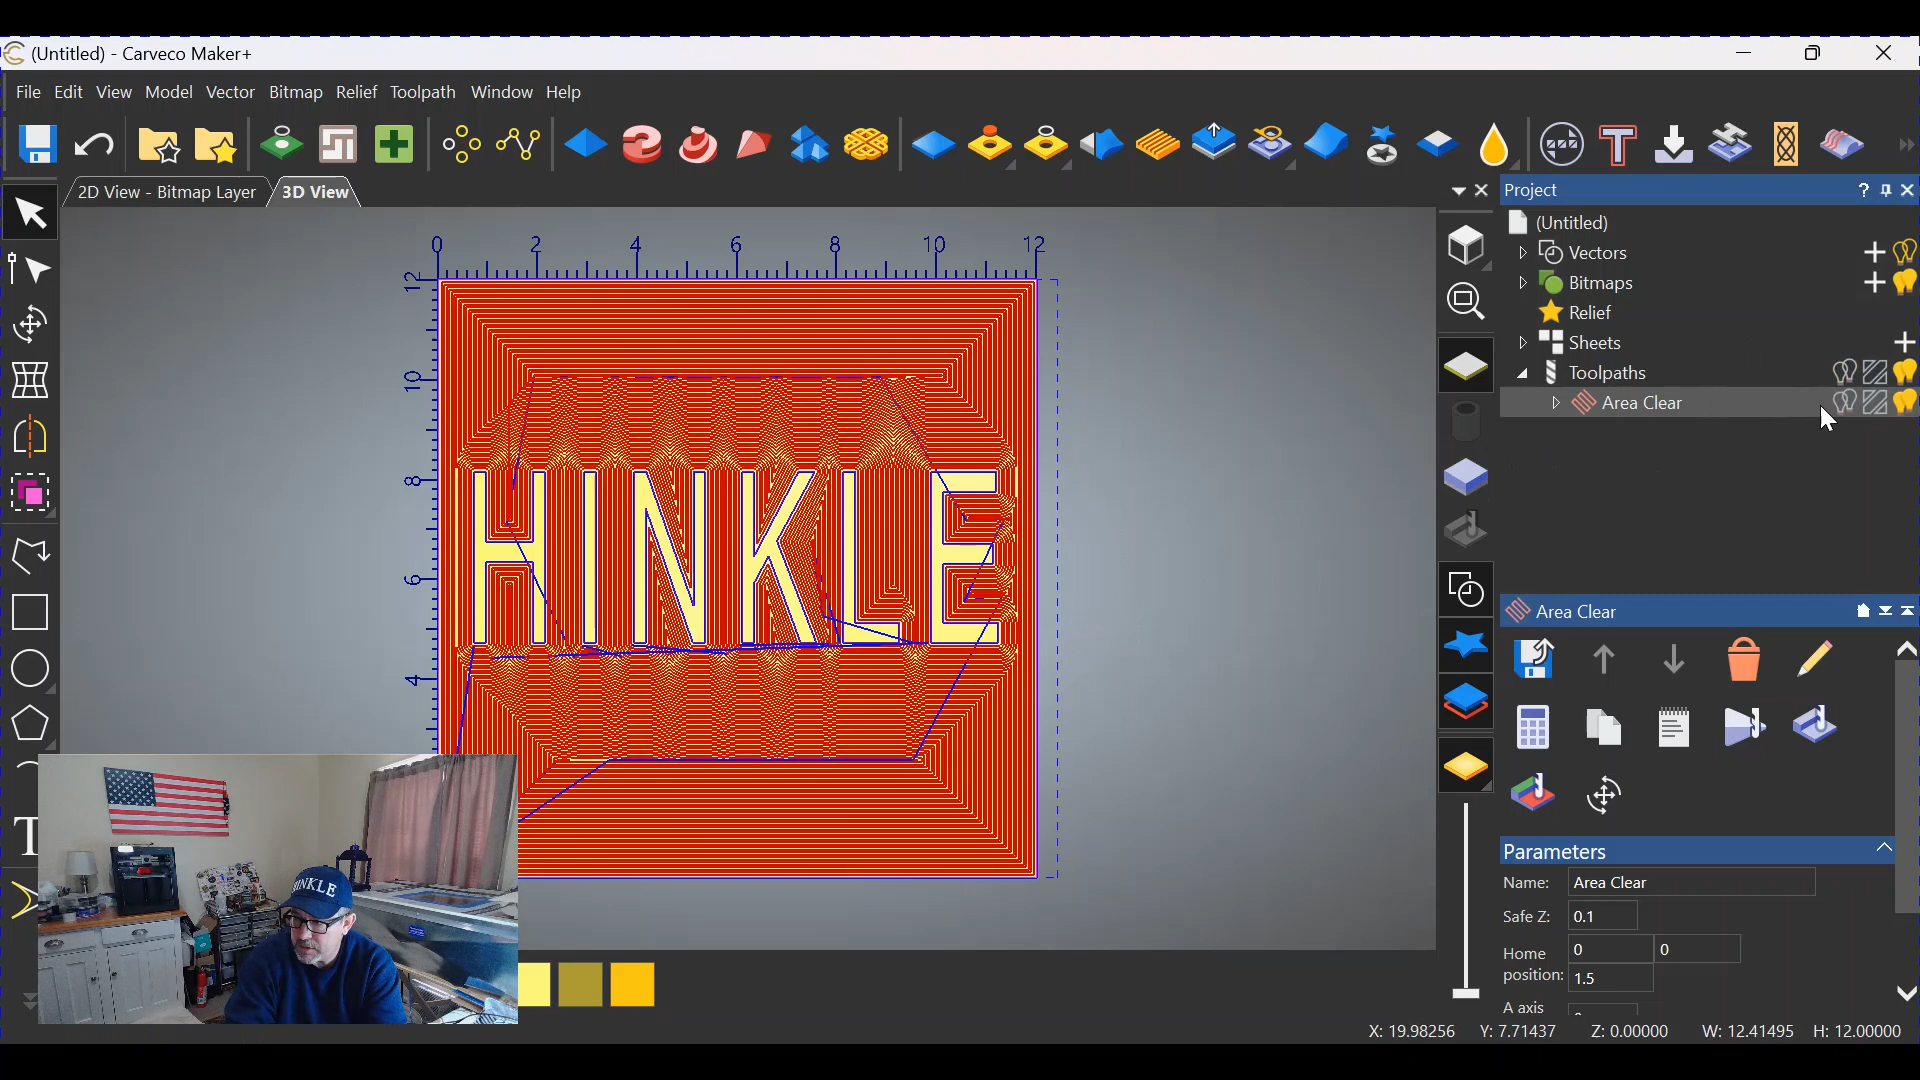 (Untitled) - Carveco Maker+
File Edit View Model Vector Bitmap Relief Toolpath Window Help
2D View - Bitmap Layer
3D View
Project
(Untitled)
Vectors
Bitmaps
Relief
Sheets
Toolpaths
Area Clear
0 2 4 6 8 10 12
12
10
8
6
4
HINKLE
HINKLE
Area Clear
Parameters
Name: Area Clear
Safe Z: 0.1
Home position: 0 0
1.5
A axis
X: 19.98256 Y: 7.71437 Z: 0.00000 W: 12.41495 H: 12.00000